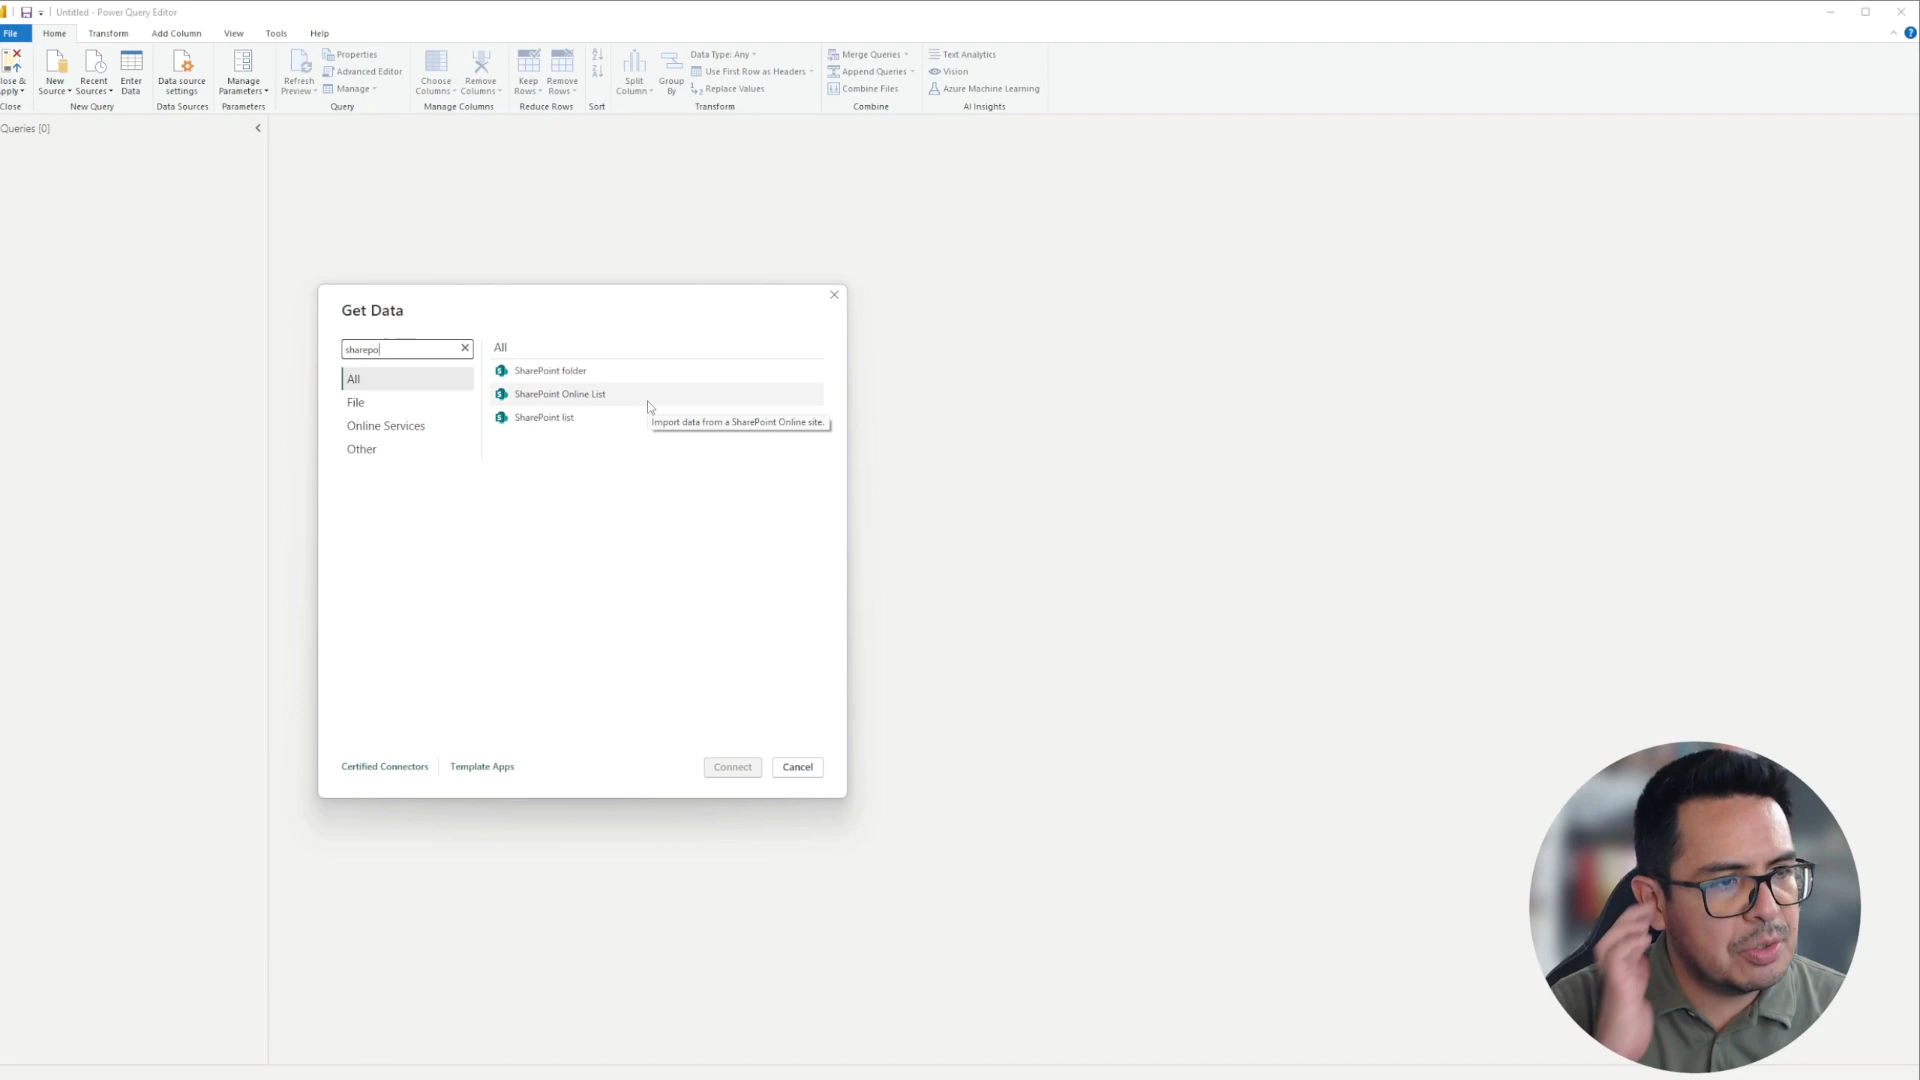 Untitled - Power Query Editor
File
Home
Transform
Add Column
View
Tools
Help
lose &
pply
Close
New
Source
Recent
Sources
Enter
Data
New Query
Data source
settings
Data Sources
Manage
Parameters
Parameters
Refresh
Preview
Properties
Advanced Editor
Manage
Query
Choose
Columns
Remove
Columns
Manage Columns
Keep
Rows
Remove
Rows
Reduce Rows
Sort
Split
Column
Group
By
Data Type: Any
Use First Row as Headers
Replace Values
Transform
Merge Queries
Append Queries
Combine Files
Combine
Text Analytics
Vision
Azure Machine Learning
AI Insights
Queries [0]
Get Data
sharepo
All
File
Online Services
Other
All
SharePoint folder
SharePoint Online List
SharePoint list
Import data from a SharePoint Online site.
Certified Connectors
Template Apps
Connect
Cancel